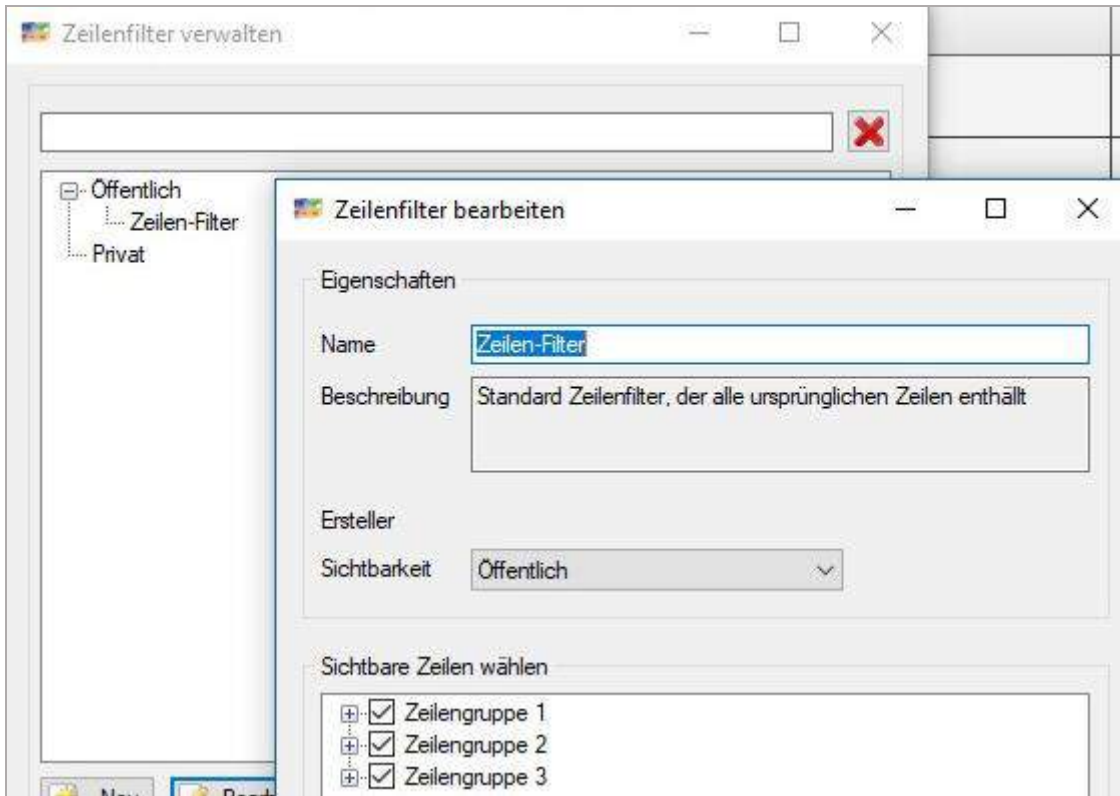 Zeilenfilter verwalten
Öffentlich
Zeilen-Filter
Privat
Zeilenfilter bearbeiten
Eigenschaften
Name Zeilen-Filter
Beschreibung Standard Zeilenfilter, der alle ursprünglichen Zeilen enthällt
Ersteller
Sichtbarkeit Öffentlich
Sichtbare Zeilen wählen
Zeilengruppe 1
Zeilengruppe 2
Zeilengruppe 3